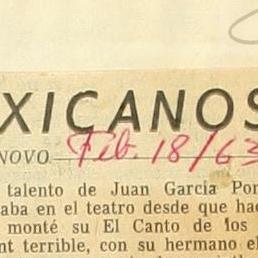 XICANOS
NOVO Feb. 18/63
talento de Juan García Pon
aba en el teatro desde que hac
monté su El Canto de los
nt terrible, con su hermano el